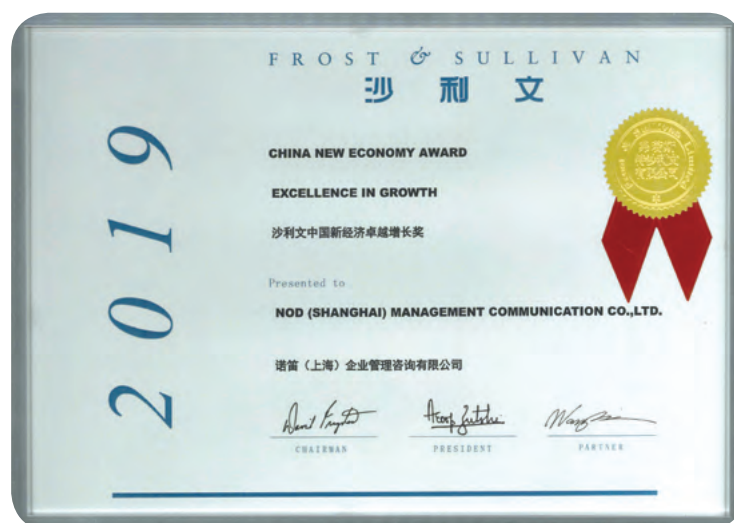 FROST & SULLIVAN
沙利文
2019
CHINA NEW ECONOMY AWARD
EXCELLENCE IN GROWTH
沙利文中国新经济卓越增长奖
Presented to
NOD (SHANGHAI) MANAGEMENT COMMUNICATION CO.,LTD.
诺笛（上海）企业管理咨询有限公司
CHAIRMAN
PRESIDENT
PARTNER